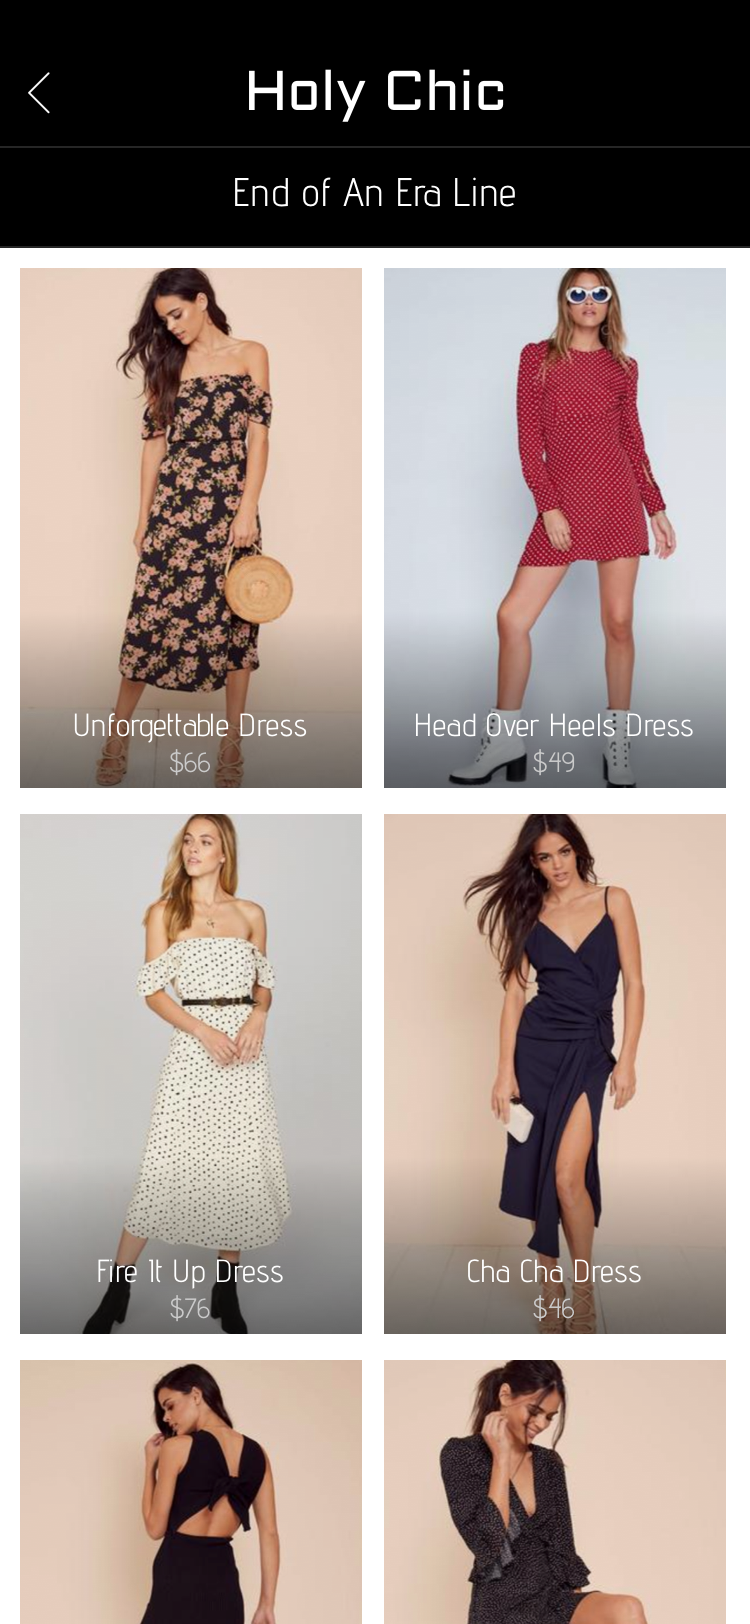 Holy Chic
End of An Era Line
Unforgettable Dress
$66
Head Over Heels Dress
$49
Fire It Up Dress
$76
Cha Cha Dress
$46